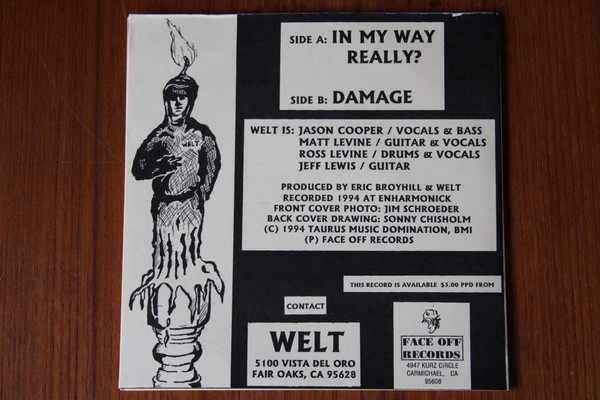 SIDE A: IN MY WAY
REALLY?
SIDE B: DAMAGE
WELT
WELT IS: JASON COOPER / VOCALS & BASS
MATT LEVINE / GUITAR & VOCALS
ROSS LEVINE / DRUMS & VOCALS
JEFF LEWIS / GUITAR
PRODUCED BY ERIC BROYHILL & WELT
RECORDED 1994 AT ENHARMONICK
FRONT COVER PHOTO: JIM SCHROEDER
BACK COVER DRAWING: SONNY CHISHOLM
(C) 1994 TAURUS MUSIC DOMINATION, BMI
(P) FACE OFF RECORDS
THIS RECORD IS AVAILABLE $3.00 PPD FROM
CONTACT
WELT
5100 VISTA DEL ORO
FAIR OAKS, CA 95628
FACE OFF
RECORDS
4947 KURZ CIRCLE
CARMICHAEL, CA
95608